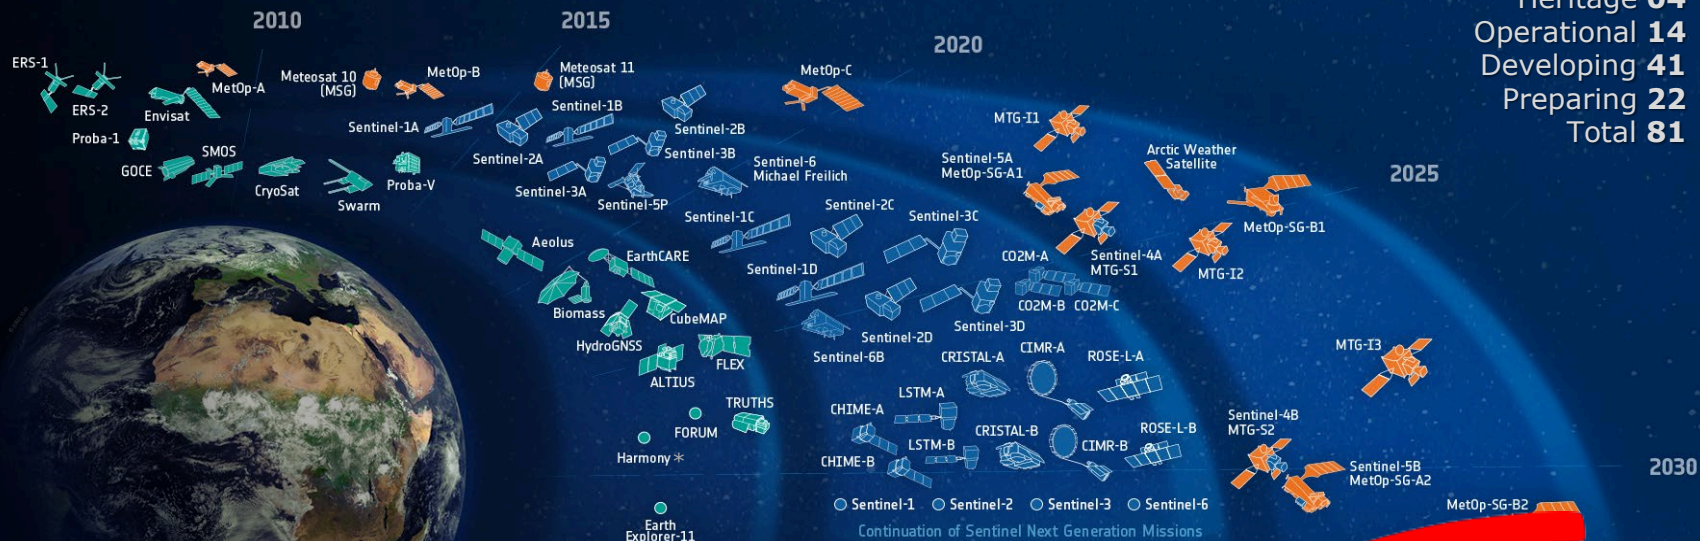 2010
2015
2020
2025
2030
Heritage 04
Operational 14
Developing 41
Preparing 22
Total 81
ERS-1
ERS-2
Envisat
MetOp-A
Proba-1
GOCE
SMOS
CryoSat
Swarm
Proba-V
Meteosat 10
(MSG)
MetOp-B
Meteosat 11
(MSG)
MetOp-C
Sentinel-1A
Sentinel-2A
Sentinel-1B
Sentinel-2B
Sentinel-3A
Sentinel-3B
Sentinel-5P
Sentinel-6
Michael Freilich
MTG-I1
Sentinel-5A
MetOp-SG-A1
Arctic Weather
Satellite
MetOp-SG-B1
Sentinel-1C
Sentinel-2C
Sentinel-3C
CO2M-A
Sentinel-4A
MTG-S1
MTG-I2
Aeolus
EarthCARE
Biomass
CubeMAP
HydroGNSS
FLEX
ALTIUS
Sentinel-1D
Sentinel-2D
Sentinel-3D
CO2M-B
CO2M-C
Sentinel-6B
CRISTAL-A
CIMR-A
ROSE-L-A
MTG-I3
TRUTHS
FORUM
Harmony *
CHIME-A
LSTM-A
CHIME-B
LSTM-B
CRISTAL-B
CIMR-B
ROSE-L-B
Sentinel-4B
MTG-S2
Sentinel-5B
MetOp-SG-A2
MetOp-SG-B2
Earth
Explorer-11
Sentinel-1
Sentinel-2
Sentinel-3
Sentinel-6
Continuation of Sentinel Next Generation Missions